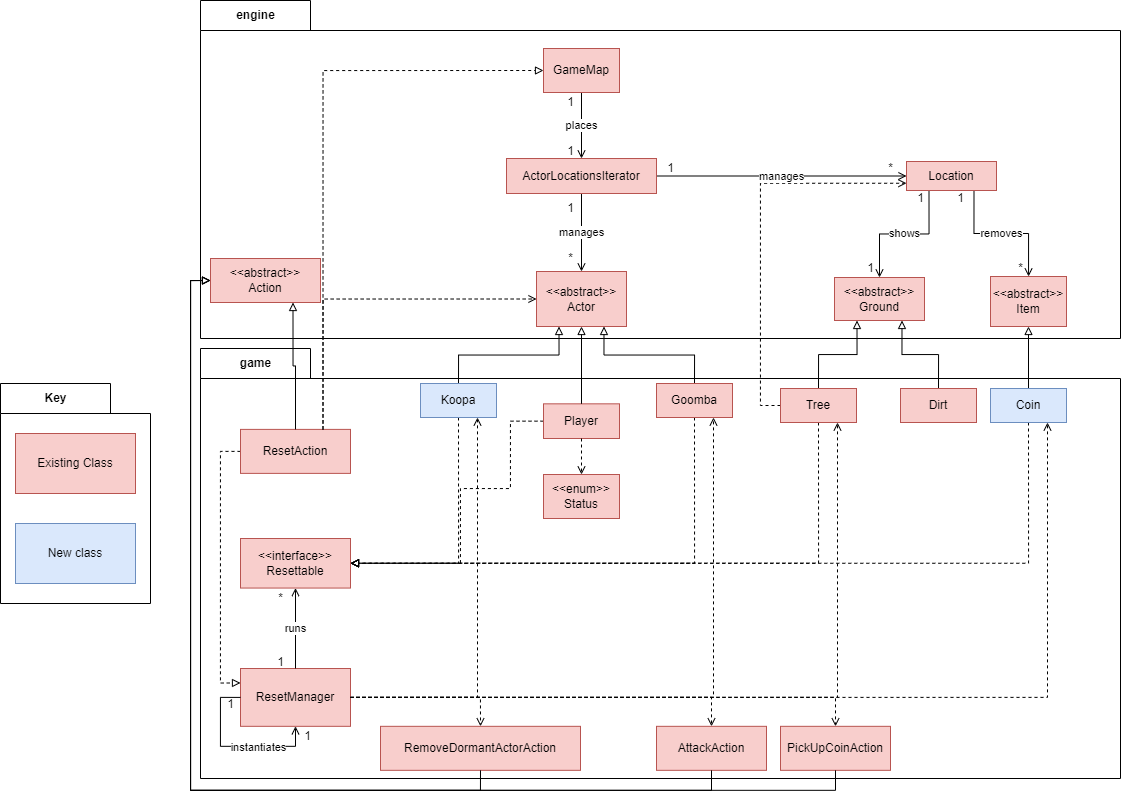 engine
GameMap
1
places
1
ActorLocationsIterator
1
*
manages
Location
1
manages
*
1
1
shows
removes
1
*
<<abstract>>
Action
<<abstract>>
Actor
<<abstract>>
Ground
<<abstract>>
Item
game
Key
Existing Class
New class
Koopa
Player
Goomba
Tree
Dirt
Coin
ResetAction
<<enum>>
Status
<<interface>>
Resettable
*
runs
1
ResetManager
1
1
instantiates
RemoveDormantActorAction
AttackAction
PickUpCoinAction